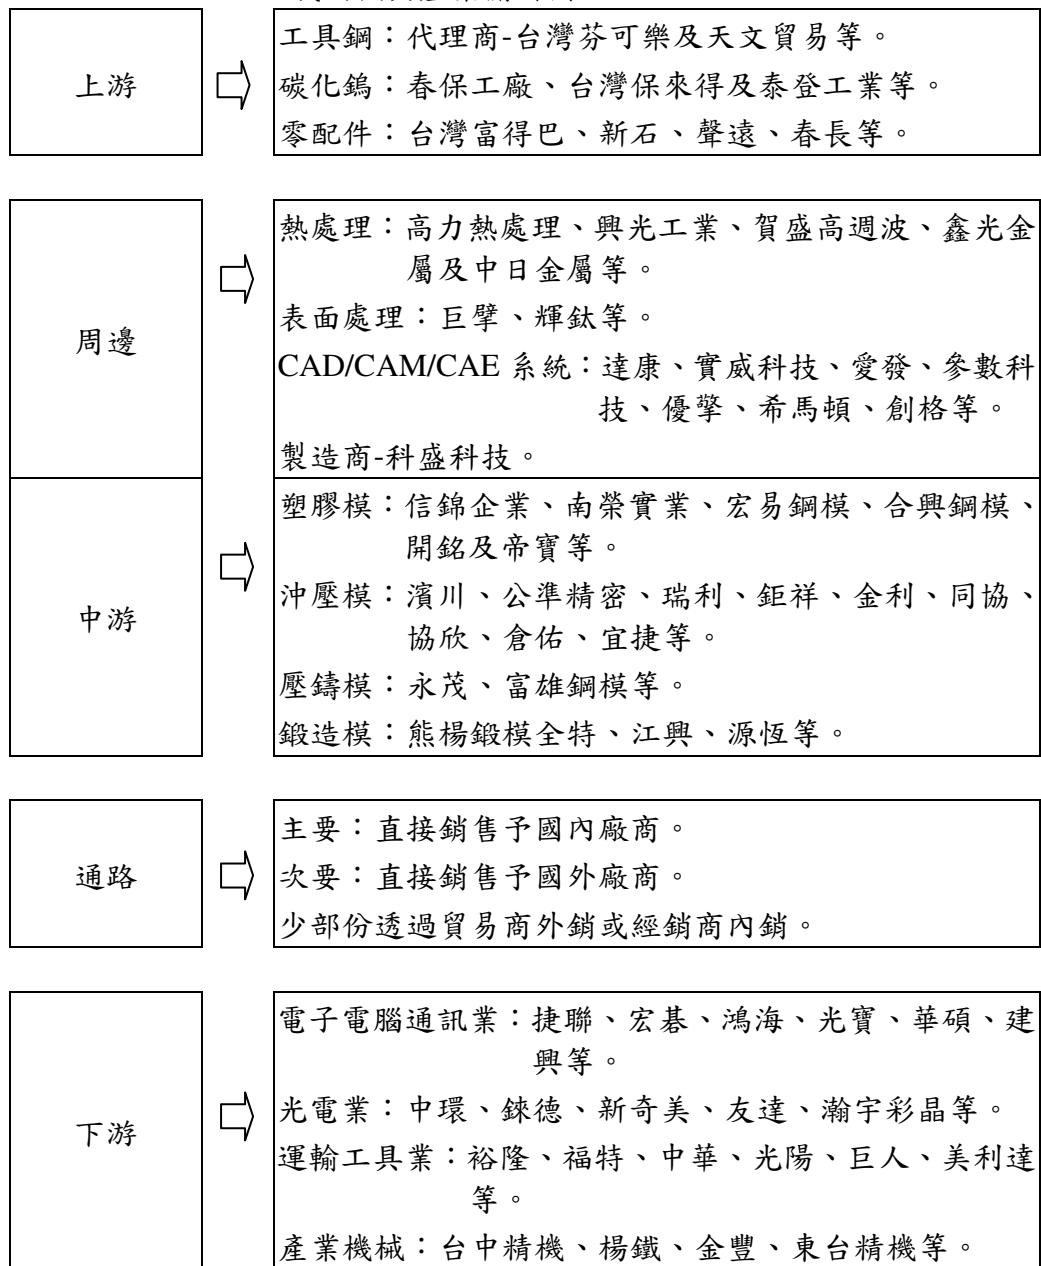 上游
工具鋼：代理商-台灣芬可樂及天文貿易等。
碳化鎢：春保工廠、台灣保來得及泰登工業等。
零配件：台灣富得巴、新石、聲遠、春長等。
周邊
熱處理：高力熱處理、興光工業、賀盛高週波、鑫光金
屬及中日金屬等。
表面處理：巨擘、輝鈦等。
CAD/CAM/CAE 系統：達康、實威科技、愛發、參數科
技、優擎、希馬頓、創格等。
製造商-科盛科技。
中游
塑膠模：信錦企業、南榮實業、宏易鋼模、合興鋼模、
開銘及帝寶等。
沖壓模：濱川、公準精密、瑞利、鉅祥、金利、同協、
協欣、倉佑、宜捷等。
壓鑄模：永茂、富雄鋼模等。
鍛造模：熊楊鍛模全特、江興、源恆等。
通路
主要：直接銷售予國內廠商。
次要：直接銷售予國外廠商。
少部份透過貿易商外銷或經銷商內銷。
下游
電子電腦通訊業：捷聯、宏碁、鴻海、光寶、華碩、建
興等。
光電業：中環、錸德、新奇美、友達、瀚宇彩晶等。
運輸工具業：裕隆、福特、中華、光陽、巨人、美利達
等。
產業機械：台中精機、楊鐵、金豐、東台精機等。